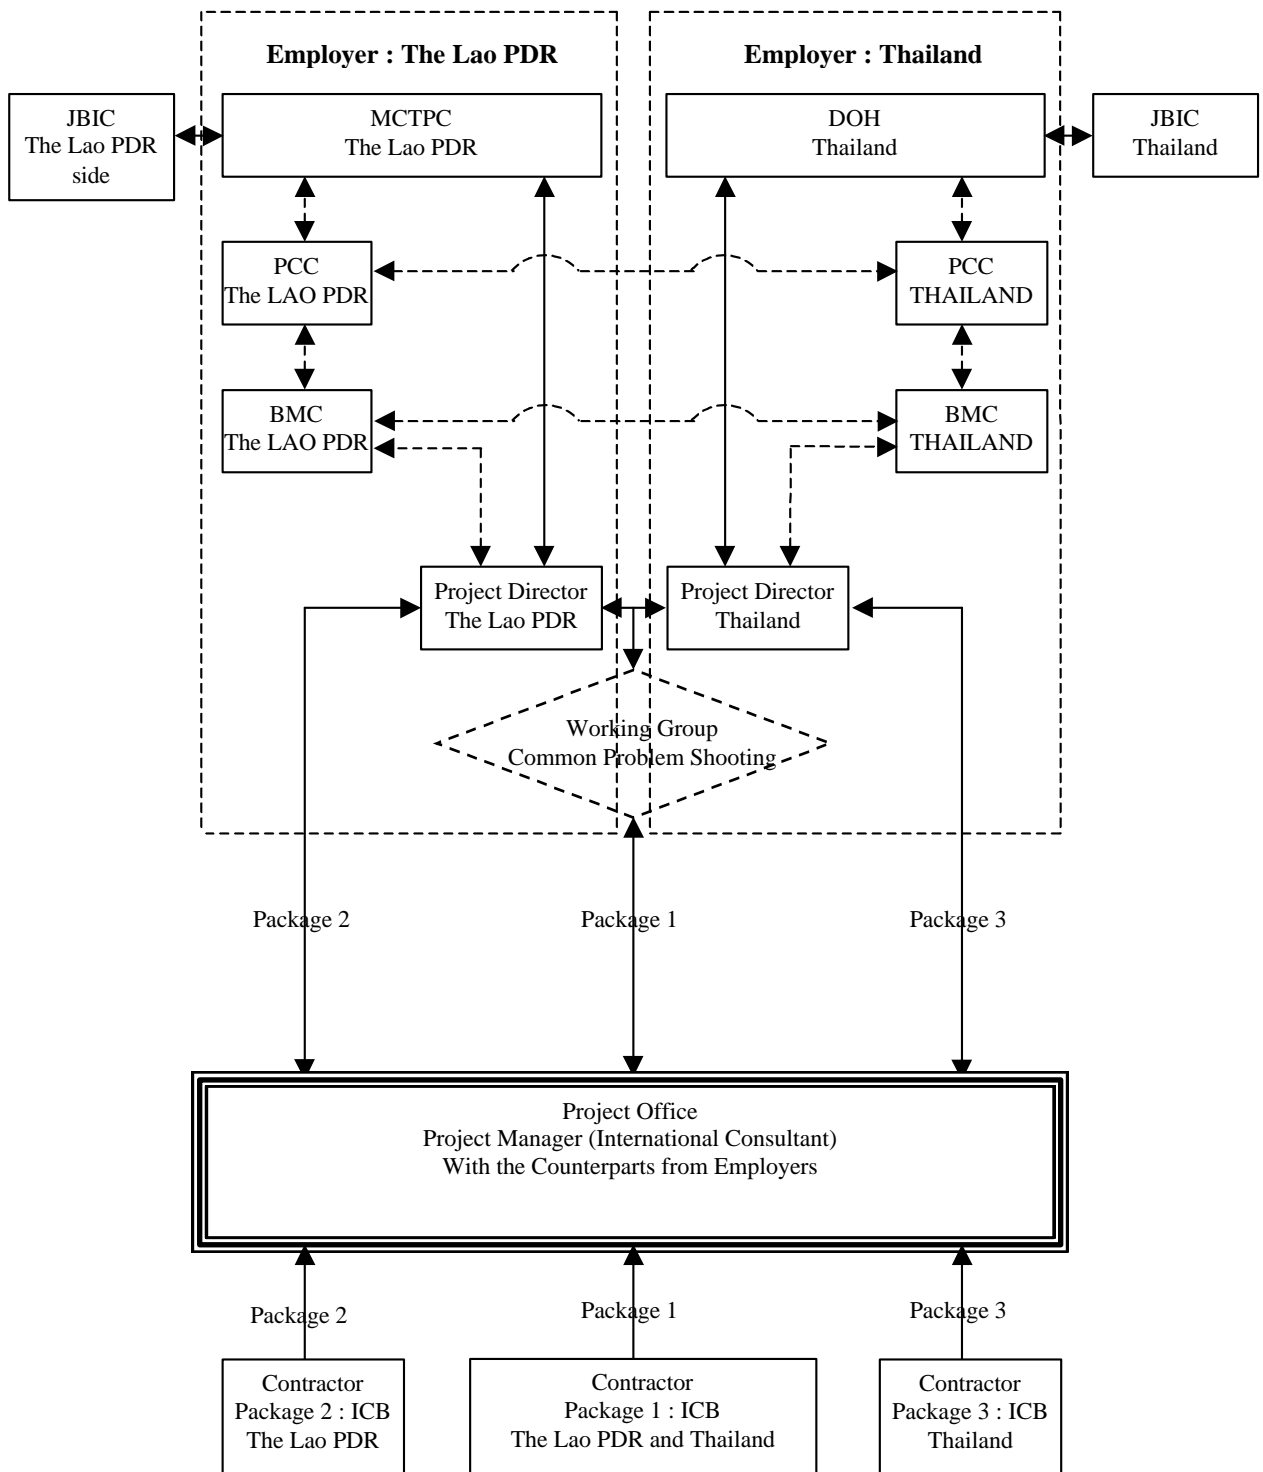 Employer : The Lao PDR
Employer : Thailand
JBIC
The Lao PDR
side
MCTPC
The Lao PDR
DOH
Thailand
JBIC
Thailand
PCC
The LAO PDR
PCC
THAILAND
BMC
The LAO PDR
BMC
THAILAND
Project Director
The Lao PDR
Project Director
Thailand
Working Group
Common Problem Shooting
Package 2
Package 1
Package 3
Project Office
Project Manager (International Consultant)
With the Counterparts from Employers
Package 2
Package 1
Package 3
Contractor
Package 2 : ICB
The Lao PDR
Contractor
Package 1 : ICB
The Lao PDR and Thailand
Contractor
Package 3 : ICB
Thailand